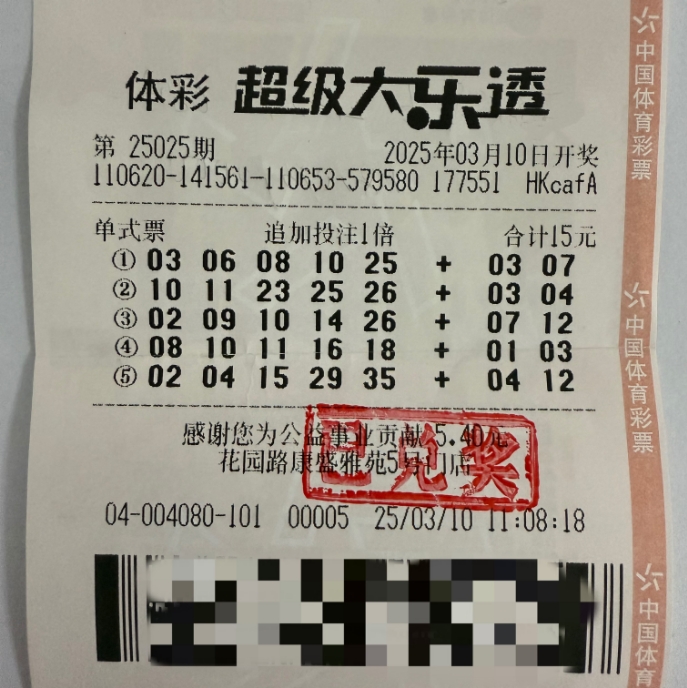 体彩 超级大乐透
第 25025期 2025年03月10日开奖
110620-141561-110653-579580 177551 HKcafA
单式票 追加投注1倍 合计15元
① 03 06 08 10 25 + 03 07
② 10 11 23 25 26 + 03 04
③ 02 09 10 14 26 + 07 12
④ 08 10 11 16 18 + 01 03
⑤ 02 04 15 29 35 + 04 12
感谢您为公益事业贡献 5.40元
花园路康盛雅苑5号-1店
已兑奖
04-004080-101 00005 25/03/10 11:08:18
中国体育彩票
中国体育彩票
中国体育